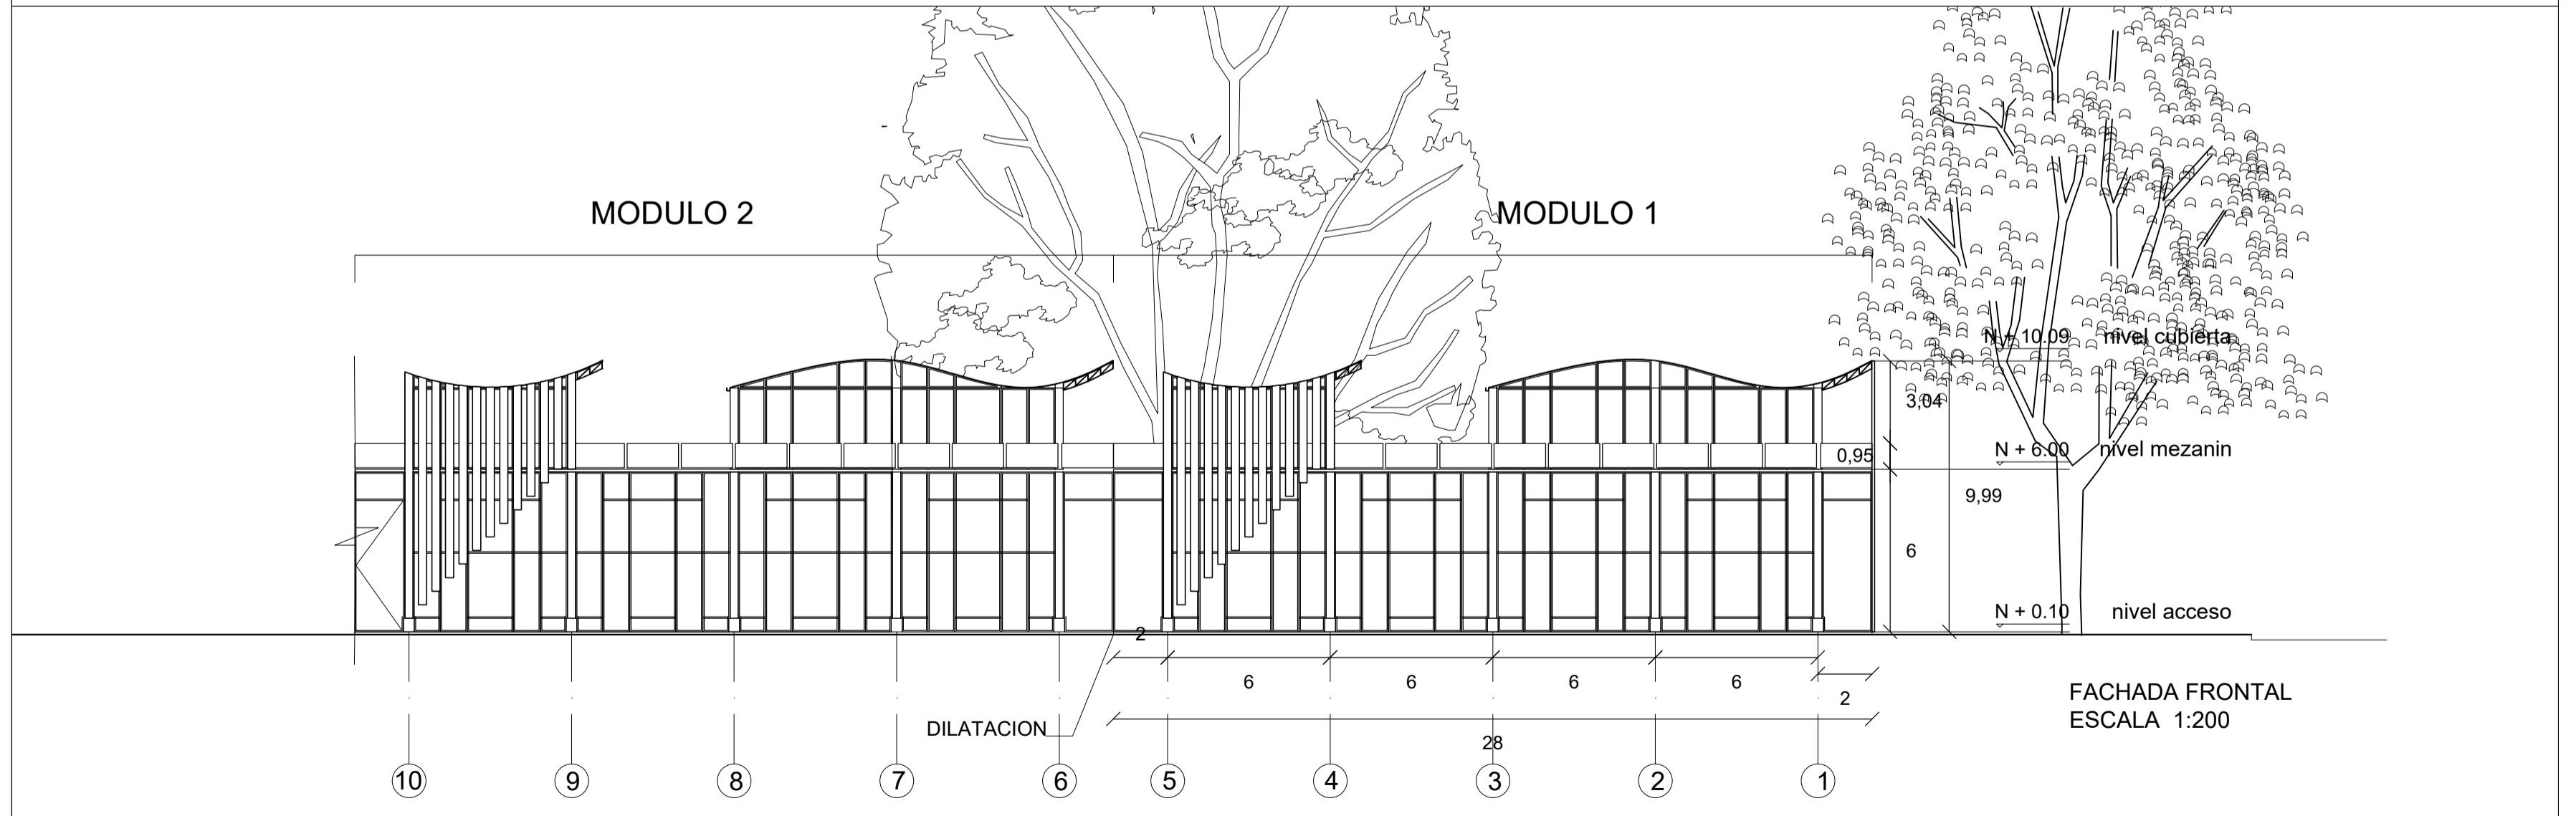 MODULO 2
MODULO 1
N + 10.09 nivel cubierta
3,04
N + 6.00 nivel mezanin
0,95
9,99
6
N + 0.10 nivel acceso
2
6
6
6
6
2
FACHADA FRONTAL
ESCALA 1:200
DILATACION
28
10
9
8
7
6
5
4
3
2
1